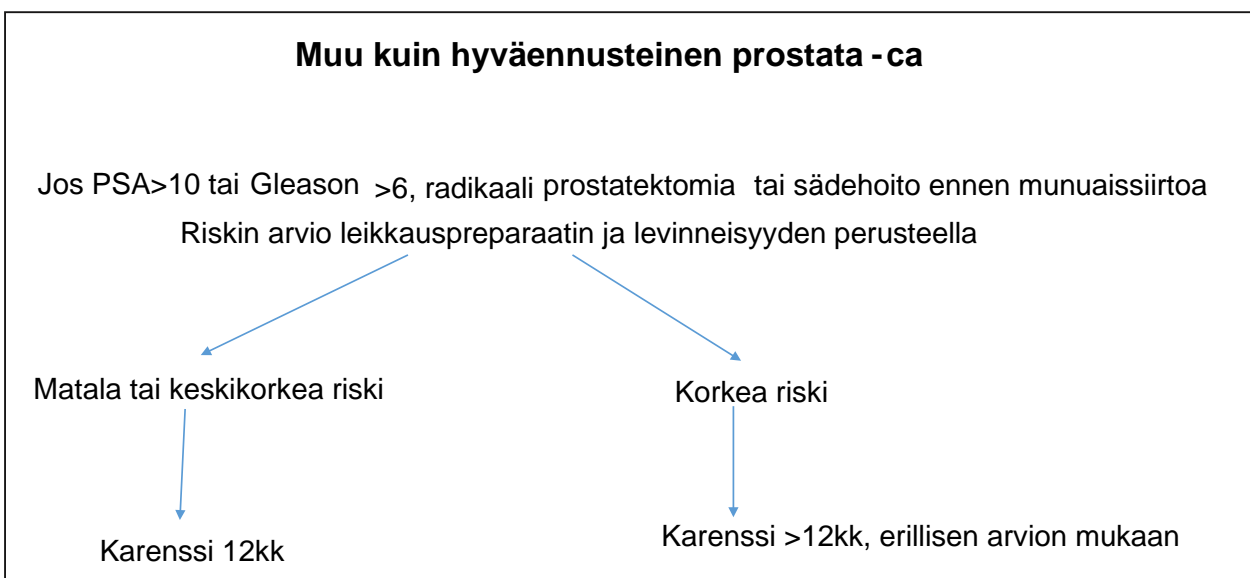 Muu kuin hyväennusteinen prostata -ca
Jos PSA>10 tai Gleason >6, radikaali prostatektomia tai sädehoito ennen munuaissiirtoa
Riskin arvio leikkauspreparaatin ja levinneisyyden perusteella
Matala tai keskikorkea riski
Korkea riski
Karenssi 12kk
Karenssi >12kk, erillisen arvion mukaan